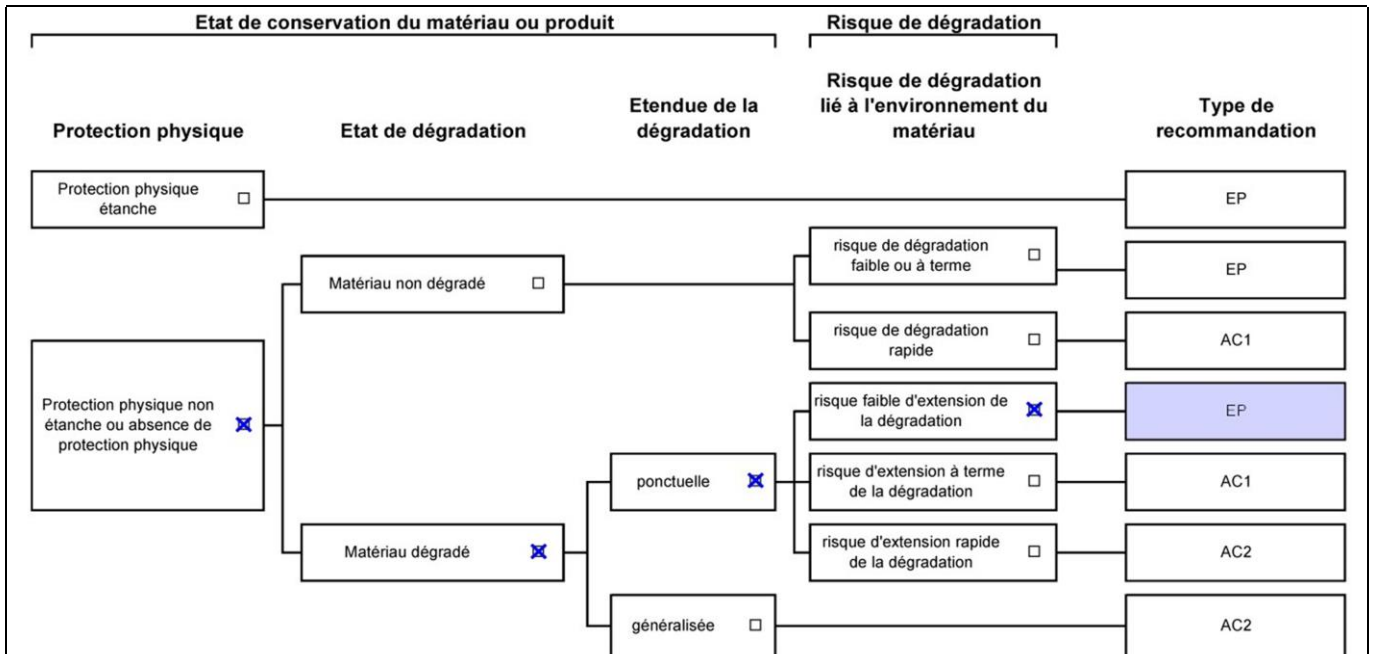 Etat de conservation du matériau ou produit
Risque de dégradation
Protection physique
Etat de dégradation
Etendue de la
dégradation
Risque de dégradation
lié à l'environnement du
matériau
Type de
recommandation
Protection physique
étanche
EP
risque de dégradation
faible ou à terme
EP
Matériau non dégradé
risque de dégradation
rapide
AC1
Protection physique non
étanche ou absence de
protection physique
risque faible d'extension de
la dégradation
EP
ponctuelle
risque d'extension à terme
de la dégradation
AC1
Matériau dégradé
risque d'extension rapide
de la dégradation
AC2
généralisée
AC2